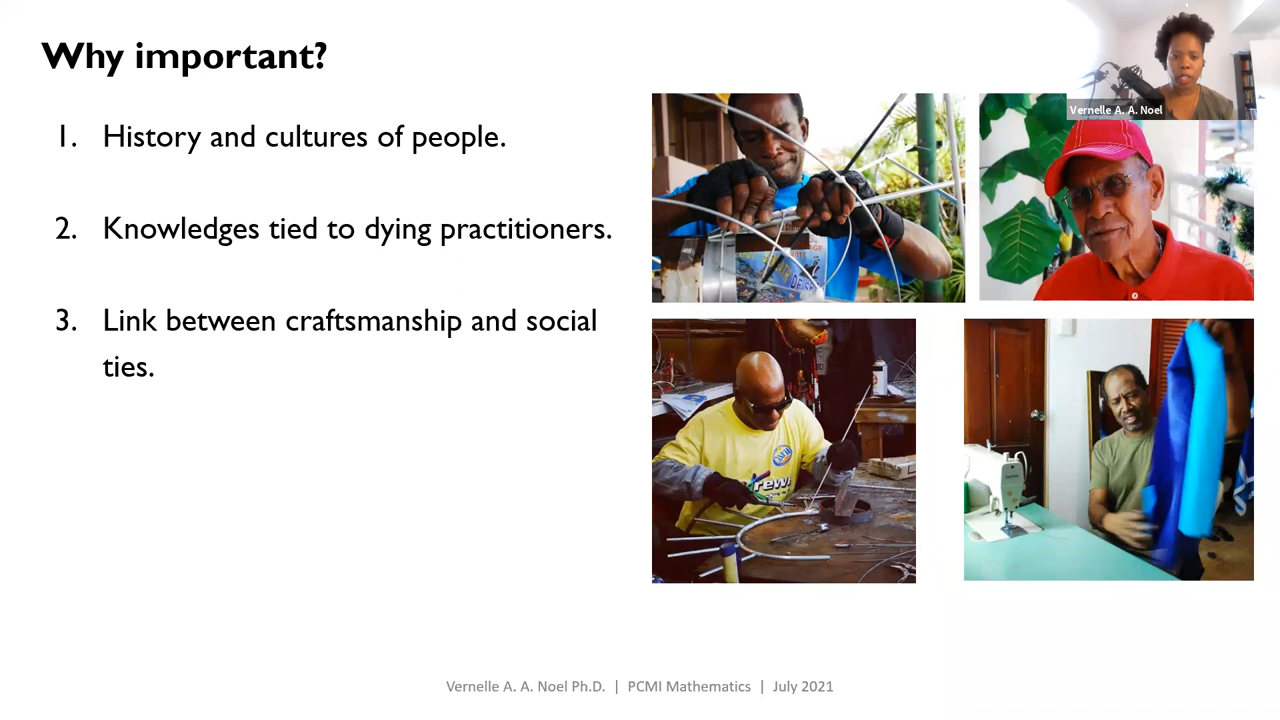 Why important?
Vernelle A. A. Noel
1. History and cultures of people.
2. Knowledges tied to dying practitioners.
3. Link between craftsmanship and social
ties.
Vernelle A. A. Noel Ph.D. | PCMI Mathematics | July 2021